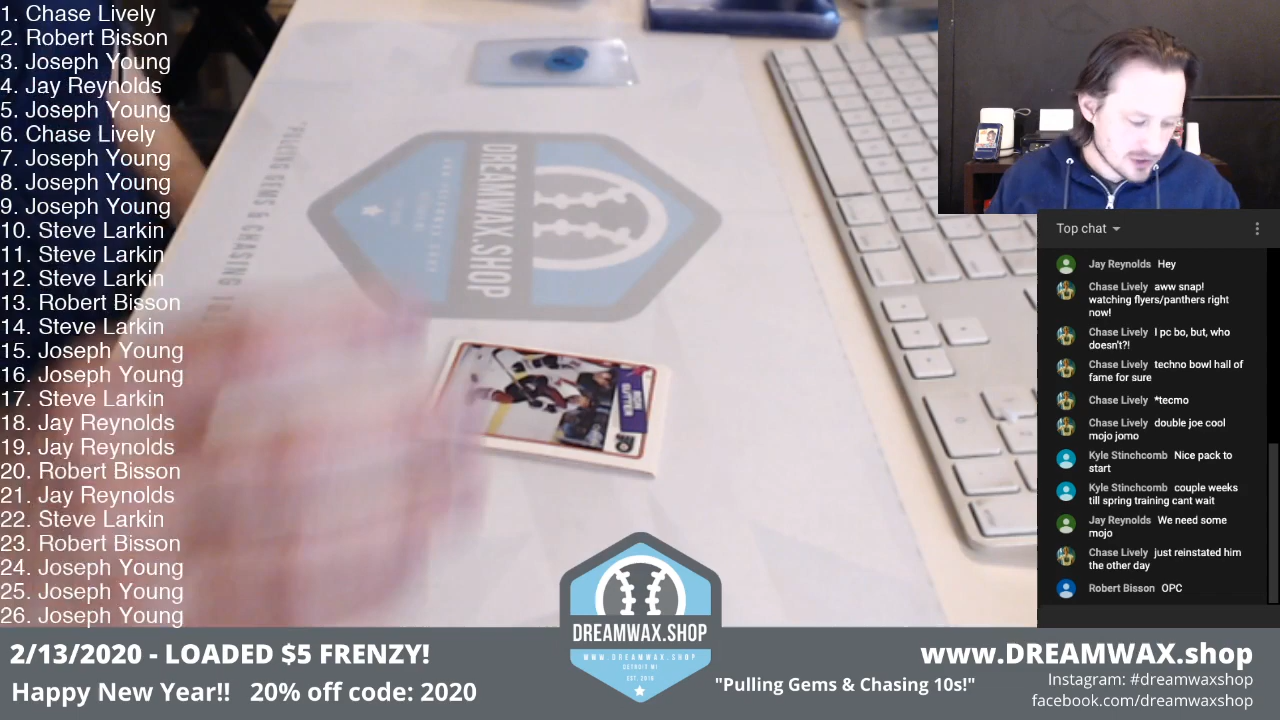 1. Chase Lively
2. Robert Bisson
3. Joseph Young
4. Jay Reynolds
5. Joseph Young
6. Chase Lively
7. Joseph Young
8. Joseph Young
9. Joseph Young
10. Steve Larkin
11. Steve Larkin
12. Steve Larkin
13. Robert Bisson
14. Steve Larkin
15. Joseph Young
16. Joseph Young
17. Steve Larkin
18. Jay Reynolds
19. Jay Reynolds
20. Robert Bisson
21. Jay Reynolds
22. Steve Larkin
23. Robert Bisson
24. Joseph Young
25. Joseph Young
26. Joseph Young
"PULLING GEMS & CHASING 10s
DREAMWAX.SHOP
RON
SUTTER
Top chat
Jay Reynolds Hey
Chase Lively aww snap!
watching flyers/panthers right
now!
Chase Lively I pc bo, but, who
doesn't?!
Chase Lively techno bowl hall of
fame for sure
Chase Lively *tecmo
Chase Lively double joe cool
mojo jomo
Kyle Stinchcomb Nice pack to
start
Kyle Stinchcomb couple weeks
till spring training cant wait
Jay Reynolds We need some
mojo
Chase Lively just reinstated him
the other day
Robert Bisson OPC
2/13/2020 - LOADED $5 FRENZY!
Happy New Year!! 20% off code: 2020
DREAMWAX.SHOP
WWW.DREAMWAX.SHOP
DETROIT MI
EST. 2018
"Pulling Gems & Chasing 10s!"
www.DREAMWAX.shop
Instagram: #dreamwaxshop
facebook.com/dreamwaxshop